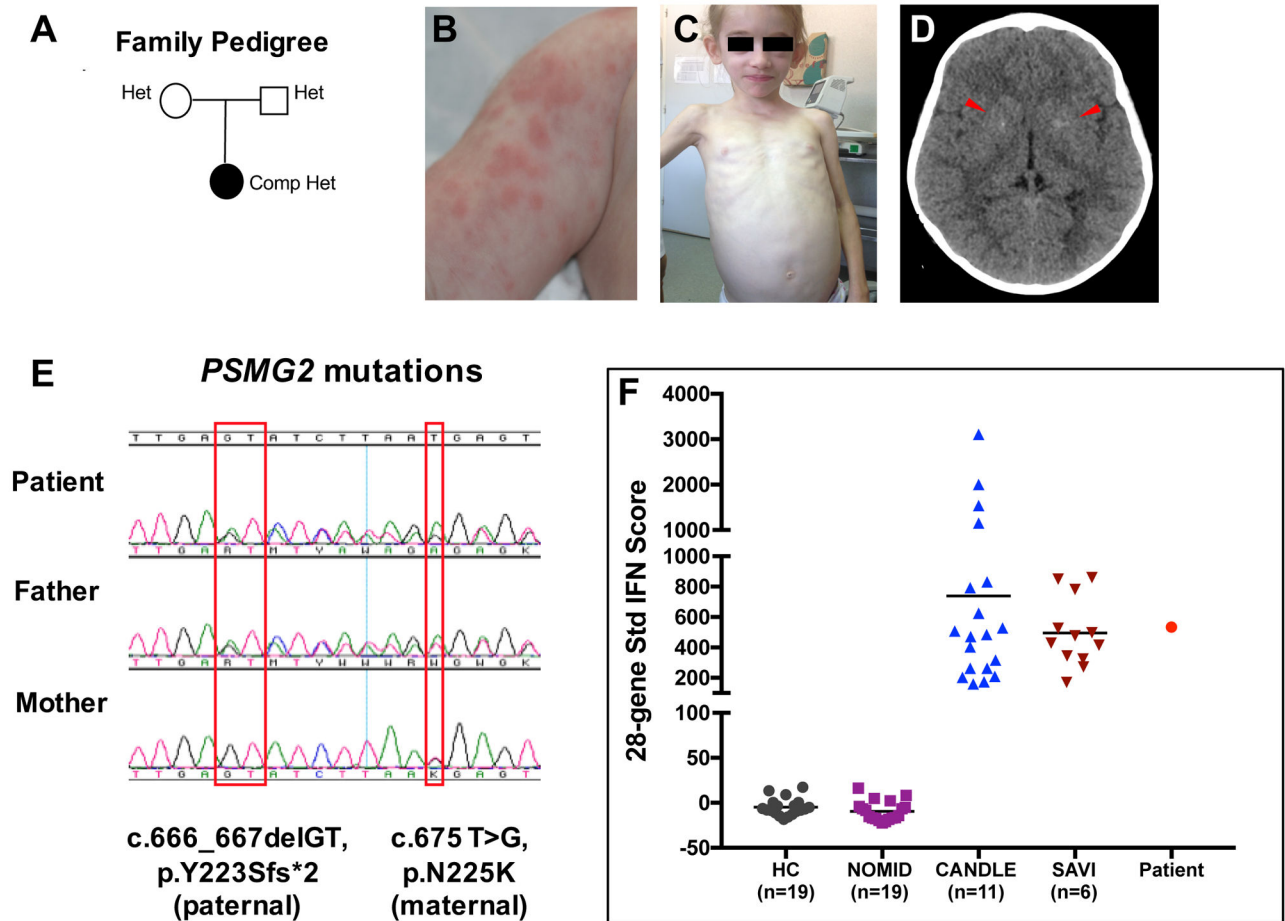 A
Family Pedigree
Het
Het
Comp Het
B
C
D
E
PSMG2 mutations
T T G A G T A T C T T A A T G A G T
Patient
T T G A R T M T Y A W A G A G A G K
Father
T T G A R T M T Y W W W R W G W G K
Mother
T T G A G T A T C T T A A K G A G T
c.666_667delGT,
p.Y223Sfs*2
(paternal)
c.675 T>G,
p.N225K
(maternal)
F
28-gene Std IFN Score
4000
3000
2000
1000
1000
800
600
400
200
100
50
0
-50
HC
(n=19)
NOMID
(n=19)
CANDLE
(n=11)
SAVI
(n=6)
Patient